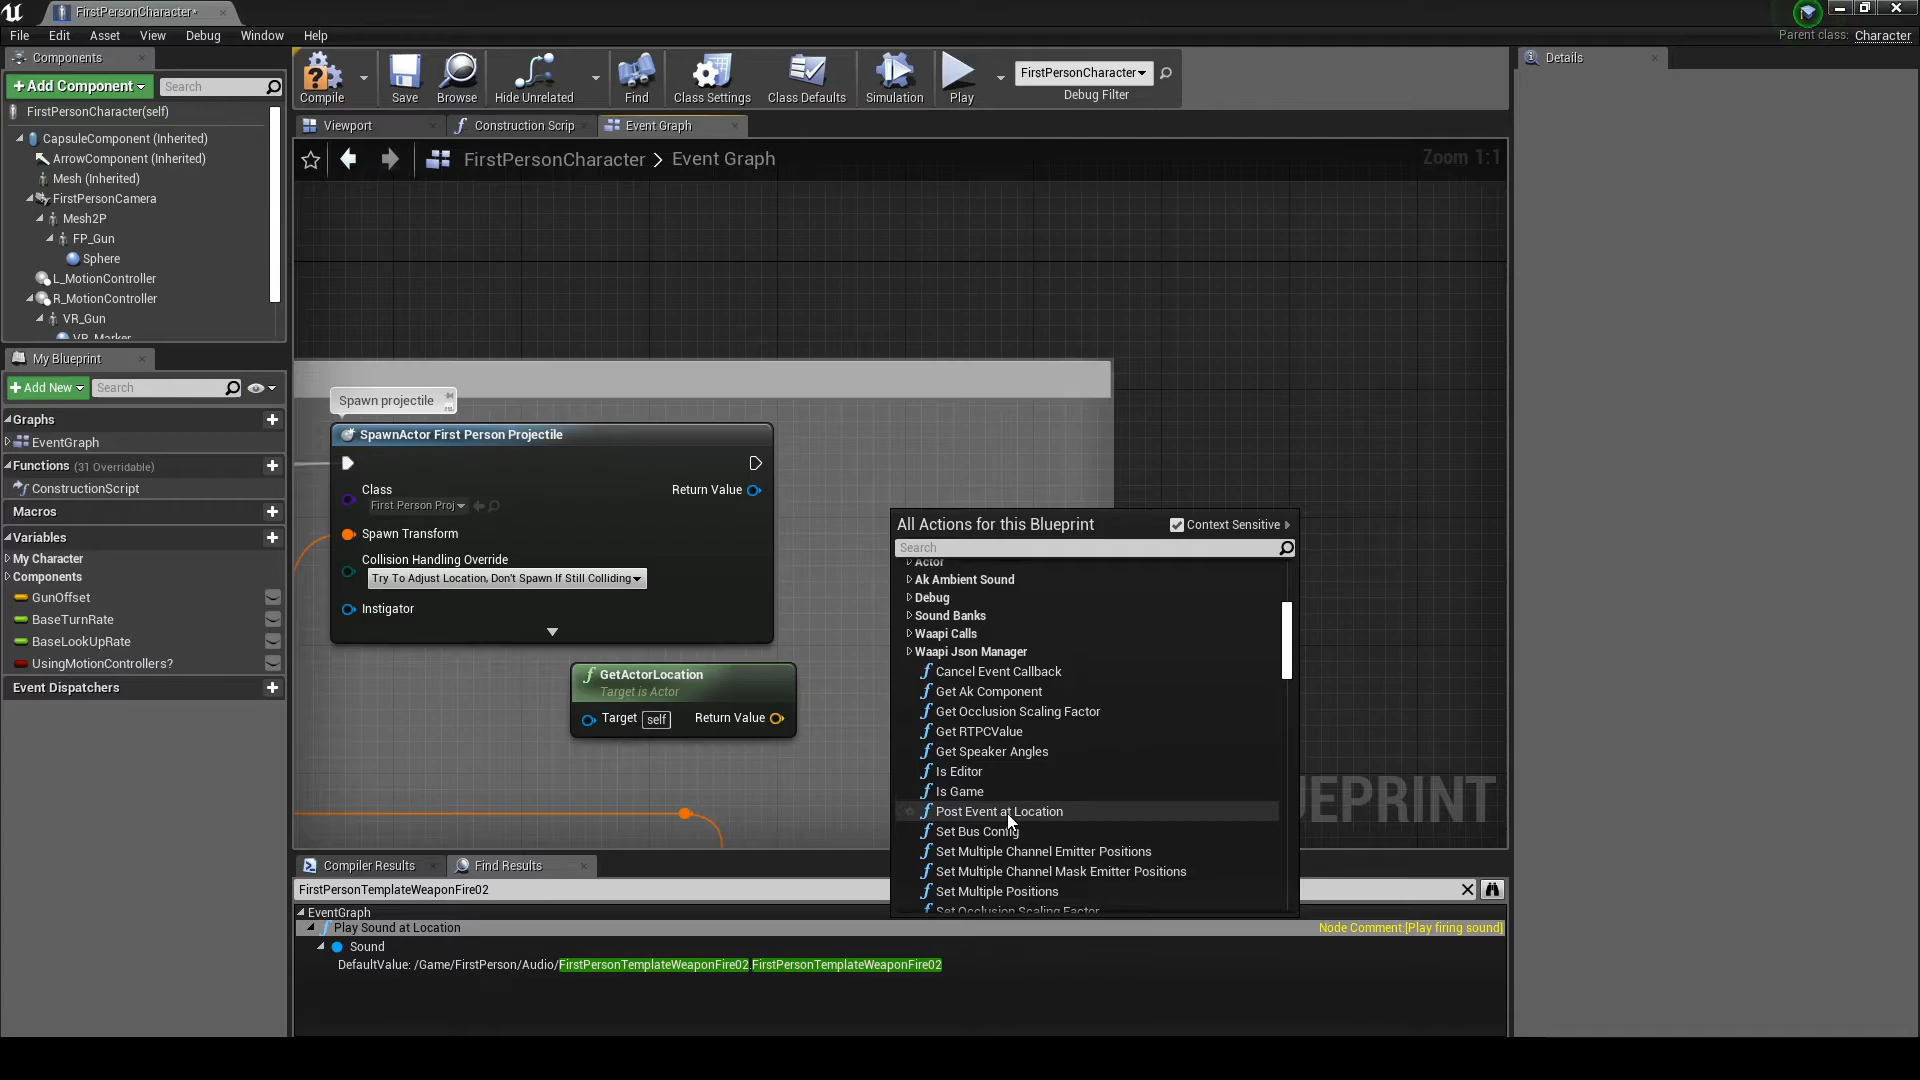 FirstPersonCharacter*
File Edit Asset View Debug Window Help
Parent class: Character
Components
Details
+Add Component
Search
Compile
Save
Browse
Hide Unrelated
Find
Class Settings
Class Defaults
Simulation
Play
FirstPersonCharacter
Debug Filter
FirstPersonCharacter(self)
Viewport
Construction Scrip
Event Graph
CapsuleComponent (Inherited)
ArrowComponent (Inherited)
Mesh (Inherited)
FirstPersonCamera
Mesh2P
FP_Gun
Sphere
L_MotionController
R_MotionController
VR_Gun
VR_Marker
FirstPersonCharacter > Event Graph
Zoom 1:1
My Blueprint
+Add New
Search
Graphs
EventGraph
Functions (31 Overridable)
ConstructionScript
Macros
Variables
My Character
Components
GunOffset
BaseTurnRate
BaseLookUpRate
UsingMotionControllers?
Event Dispatchers
Spawn projectile
SpawnActor First Person Projectile
Class
First Person Proj
Return Value
Spawn Transform
Collision Handling Override
Try To Adjust Location, Don't Spawn If Still Colliding
Instigator
GetActorLocation
Target is Actor
Target self
Return Value
All Actions for this Blueprint
Context Sensitive
Search
Actor
Ak Ambient Sound
Debug
Sound Banks
Waapi Calls
Waapi Json Manager
Cancel Event Callback
Get Ak Component
Get Occlusion Scaling Factor
Get RTPCValue
Get Speaker Angles
Is Editor
Is Game
Post Event at Location
Set Bus Config
Set Multiple Channel Emitter Positions
Set Multiple Channel Mask Emitter Positions
Set Multiple Positions
Set Occlusion Scaling Factor
EPRINT
Compiler Results
Find Results
FirstPersonTemplateWeaponFire02
EventGraph
Play Sound at Location
Node Comment:[Play firing sound]
Sound
DefaultValue: /Game/FirstPerson/Audio/FirstPersonTemplateWeaponFire02.FirstPersonTemplateWeaponFire02